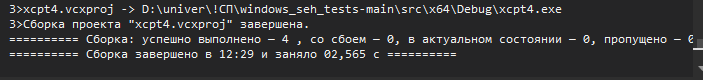 3>xcpt4.vcxproj -> D:\univer\!СП\windows_seh_tests-main\src\x64\Debug\xcpt4.exe
3>Сборка проекта "xcpt4.vcxproj" завершена.
========== Сборка: успешно выполнено — 4 , со сбоем — 0, в актуальном состоянии — 0, пропущено — 0
========== Сборка завершено в 12:29 и заняло 02,565 с ==========